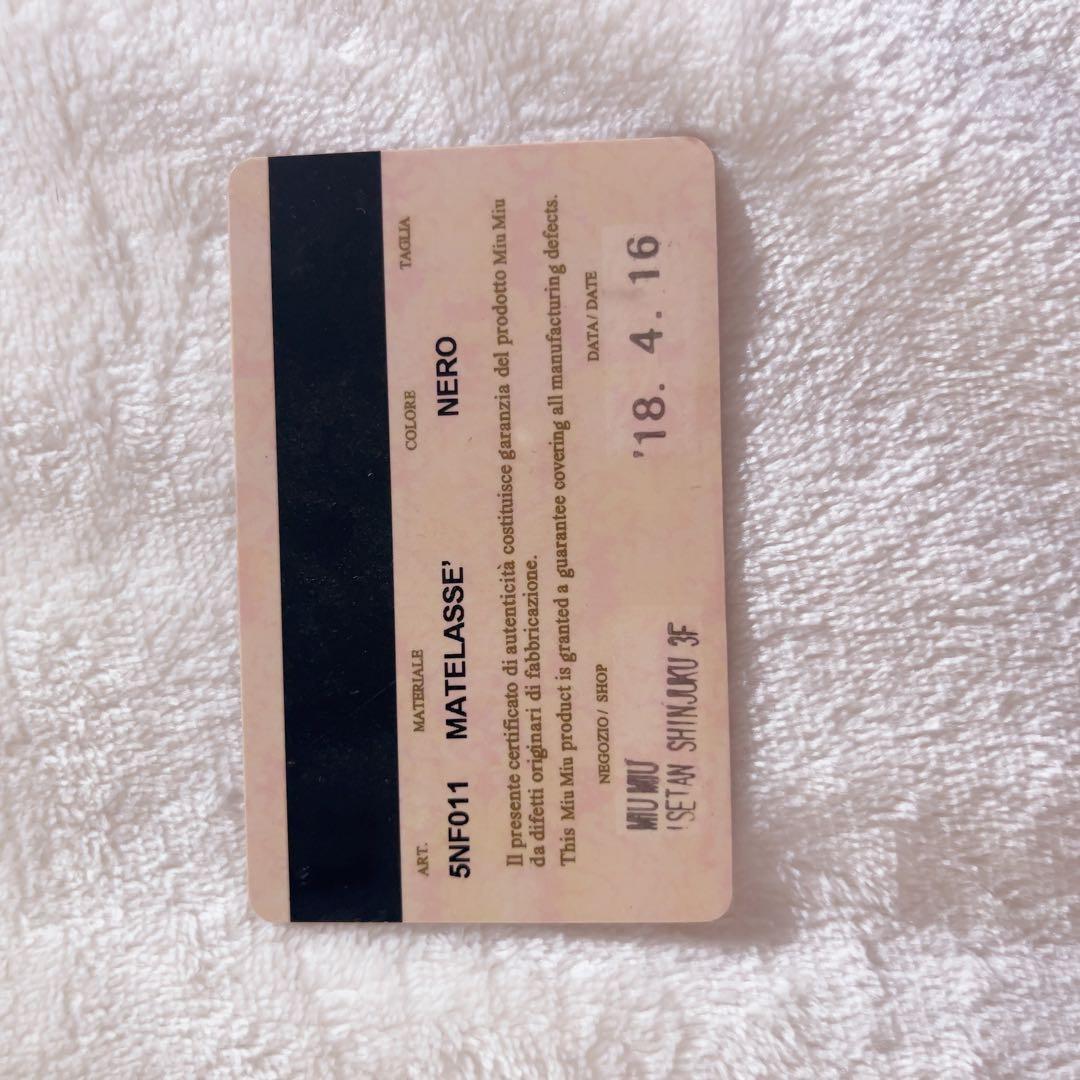 ART. MATERIALE COLORE TAGLIA
5NF011 MATELASSE' NERO
Il presente certificato di autenticità costituisce garanzia del prodotto Miu Miu
da difetti originari di fabbricazione.
This Miu Miu product is granted a guarantee covering all manufacturing defects.
NEGOZIO/ SHOP DATA/ DATE
MIUMIU '18. 4. 16
ISETAN SHINJUKU 3F